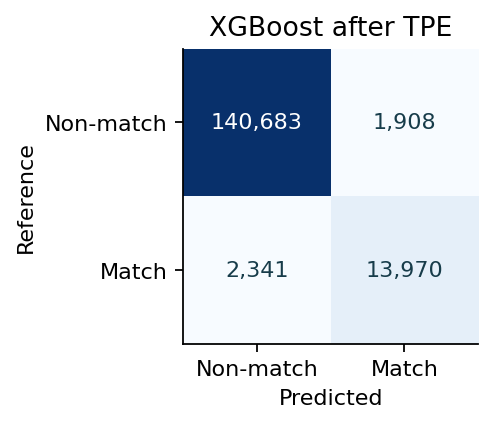 XGBoost after TPE
Reference
Non-match
140,683
1,908
Match
2,341
13,970
Non-match
Match
Predicted